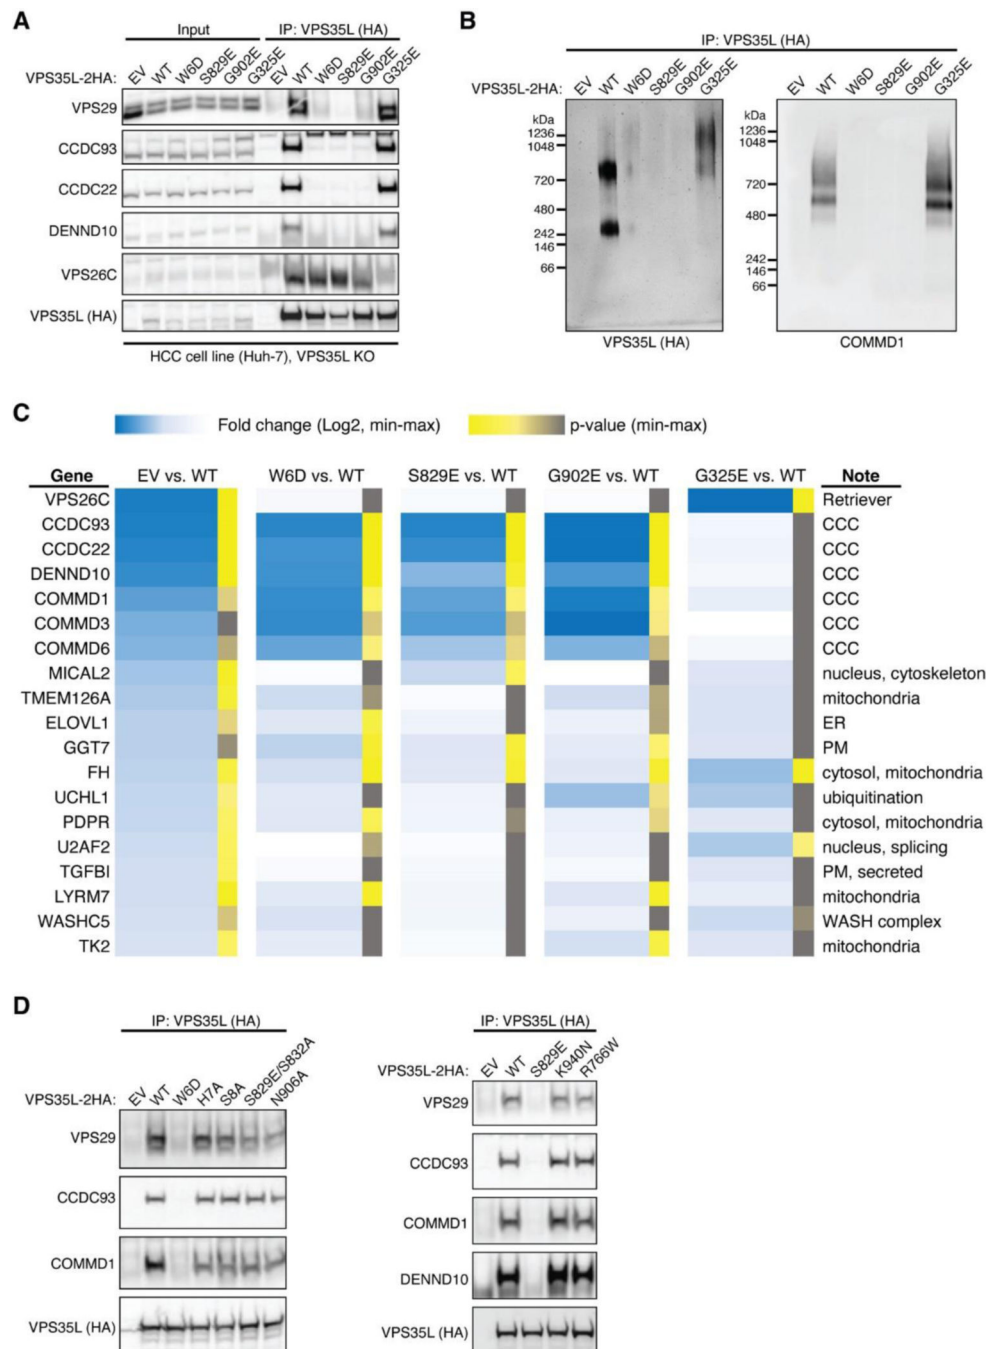 A
Input
IP: VPS35L (HA)
VPS35L-2HA: EV WT W6D S829E G902E G325E EV WT W6D S829E G902E G325E
VPS29
CCDC93
CCDC22
DENND10
VPS26C
VPS35L (HA)
HCC cell line (Huh-7), VPS35L KO
B
IP: VPS35L (HA)
VPS35L-2HA: EV WT W6D S829E G902E G325E EV WT W6D S829E G902E G325E
kDa
1236
1048
720
480
242
146
66
VPS35L (HA)
kDa
1236
1048
720
480
242
146
66
COMMD1
C
Fold change (Log2, min-max) p-value (min-max)
Gene EV vs. WT W6D vs. WT S829E vs. WT G902E vs. WT G325E vs. WT Note
VPS26C Retriever
CCDC93 CCC
CCDC22 CCC
DENND10 CCC
COMMD1 CCC
COMMD3 CCC
COMMD6 CCC
MICAL2 nucleus, cytoskeleton
TMEM126A mitochondria
ELOVL1 ER
GGT7 PM
FH cytosol, mitochondria
UCHL1 ubiquitination
PDPR cytosol, mitochondria
U2AF2 nucleus, splicing
TGFBI PM, secreted
LYRM7 mitochondria
WASHC5 WASH complex
TK2 mitochondria
D
IP: VPS35L (HA)
VPS35L-2HA: EV WT W6D H7A S8A S829E/S832A N906A
VPS29
CCDC93
COMMD1
VPS35L (HA)
IP: VPS35L (HA)
VPS35L-2HA: EV WT S829E K940N R766W
VPS29
CCDC93
COMMD1
DENND10
VPS35L (HA)